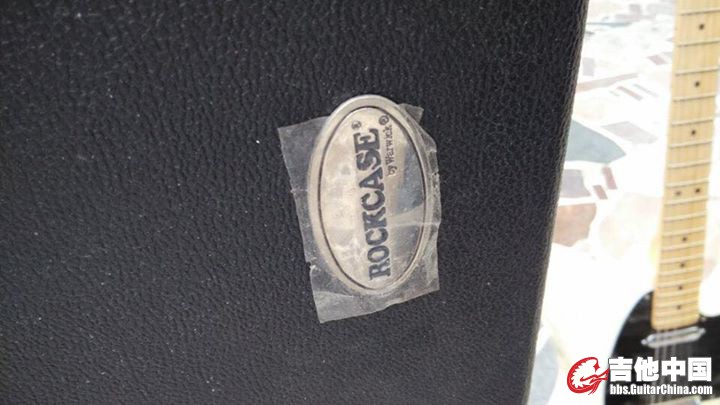 ROCKCASE®
by Warwick®
吉他中国
bbs.GuitarChina.com